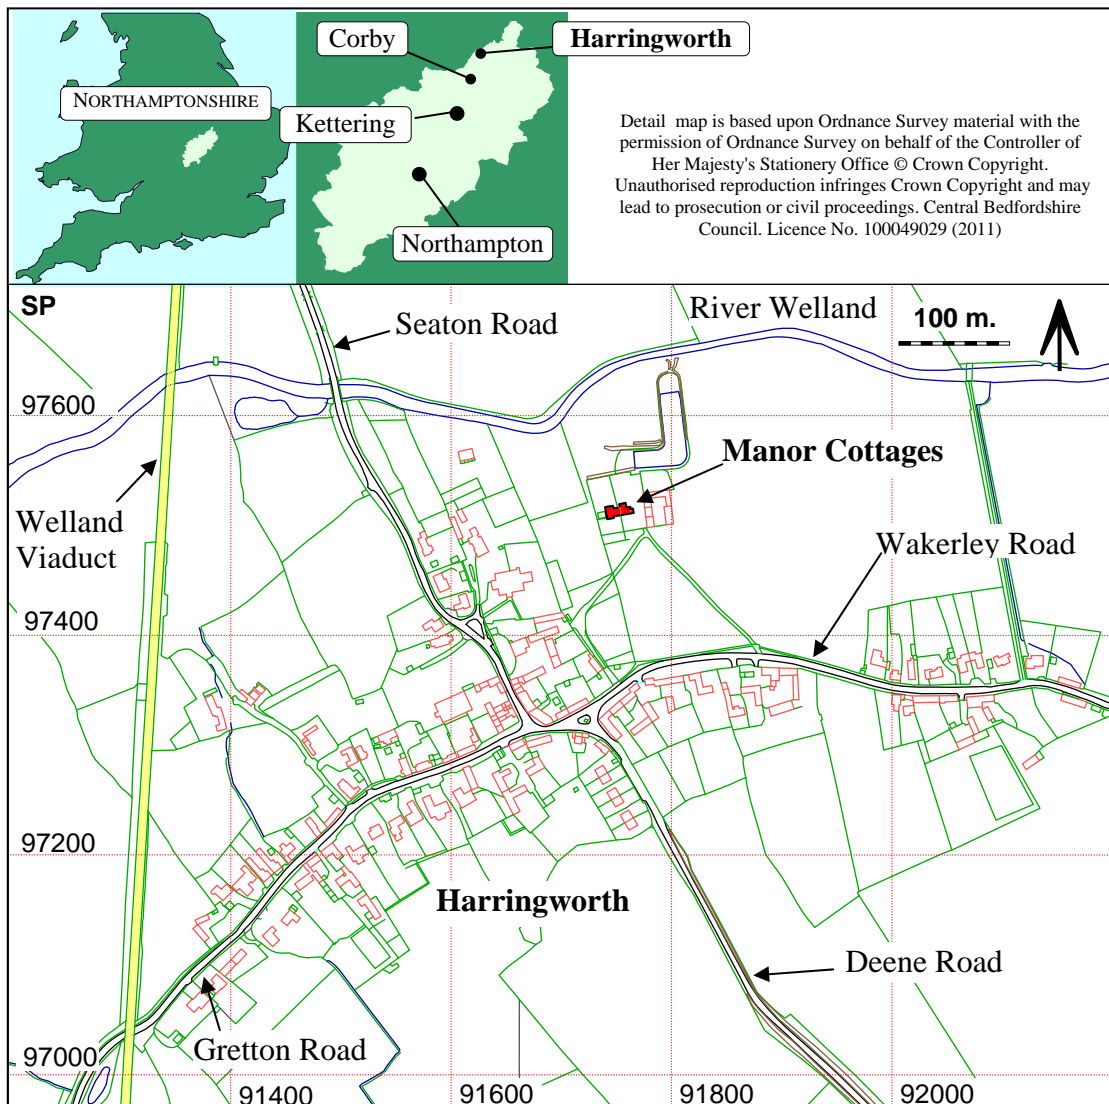 Corby
Harringworth
NORTHAMPTONSHIRE
Kettering
Northampton
Detail map is based upon Ordnance Survey material with the
permission of Ordnance Survey on behalf of the Controller of
Her Majesty's Stationery Office © Crown Copyright.
Unauthorised reproduction infringes Crown Copyright and may
lead to prosecution or civil proceedings. Central Bedfordshire
Council. Licence No. 100049029 (2011)
SP
Seaton Road
River Welland
100 m.
97600
Manor Cottages
Welland
Viaduct
Wakerley Road
97400
97200
Harringworth
Deene Road
Gretton Road
97000
91400
91600
91800
92000